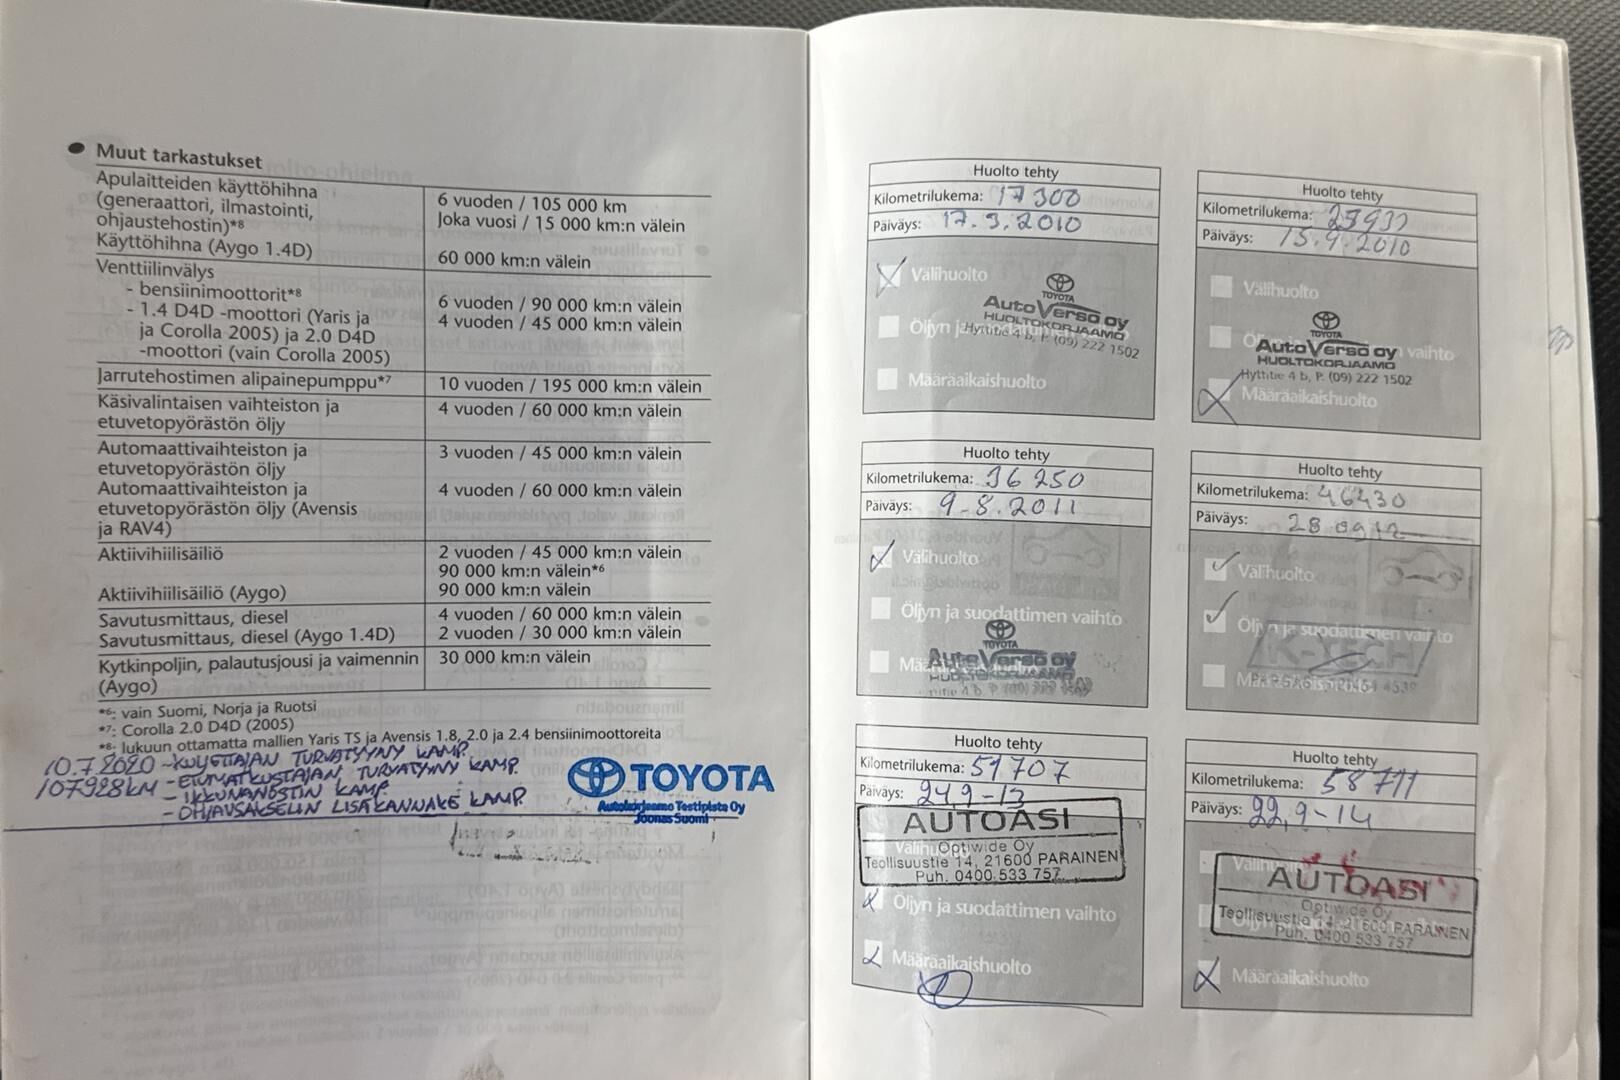 Muut tarkastukset
Apulaitteiden käyttöhihna
(generaattori, ilmastointi,
ohjaustehostin)*8
6 vuoden / 105 000 km
Joka vuosi / 15 000 km:n välein
Käyttöhihna (Aygo 1.4D)
60 000 km:n välein
Venttiilinvälys
- bensiinimoottorit*8
6 vuoden / 90 000 km:n välein
- 1.4 D4D -moottori (Yaris ja
ja Corolla 2005) ja 2.0 D4D
-moottori (vain Corolla 2005)
4 vuoden / 45 000 km:n välein
Jarrutehostimen alipainepumppu*7
10 vuoden / 195 000 km:n välein
Käsivalintaisen vaihteiston ja
etuvetopyörästön öljy
4 vuoden / 60 000 km:n välein
Automaattivaihteiston ja
etuvetopyörästön öljy
3 vuoden / 45 000 km:n välein
Automaattivaihteiston ja
etuvetopyörästön öljy (Avensis
ja RAV4)
4 vuoden / 60 000 km:n välein
Aktiivihiilisäiliö
2 vuoden / 45 000 km:n välein
90 000 km:n välein*6
Aktiivihiilisäiliö (Aygo)
90 000 km:n välein
Savutusmittaus, diesel
4 vuoden / 60 000 km:n välein
Savutusmittaus, diesel (Aygo 1.4D)
2 vuoden / 30 000 km:n välein
Kytkinpoljin, palautusjousi ja vaimennin
(Aygo)
30 000 km:n välein
*6: vain Suomi, Norja ja Ruotsi
*7: Corolla 2.0 D4D (2005)
*8: lukuun ottamatta mallien Yaris TS ja Avensis 1.8, 2.0 ja 2.4 bensiinimoottoreita
10.7.2020 - KULJETTAJAN TURVATYYNY KAMP.
107928KM - ETUMATKUSTAJAN TURVATYYNY KAMP.
- IKKUNANOSTIN KAMP.
- OHJAUSAKSELIN LISÄKANNAKE KAMP.
TOYOTA
Autokorjaamo Testipiste Oy
Joonas Suomi
Huolto tehty
Kilometrilukema: 17 300
Päiväys: 17.3.2010
Välihuolto
Öljyn ja suodattimen vaihto
Määräaikaishuolto
TOYOTA
AutoVerso oy
HUOLTOKORJAAMO
Hyttitie 4 b, P. (09) 222 1502
Huolto tehty
Kilometrilukema:
Päiväys: 15.9.2010
Välihuolto
vaihto
Määräaikaishuolto
TOYOTA
AutoVerso oy
HUOLTOKORJAAMO
Hyttitie 4 b, P. (09) 222 1502
Huolto tehty
Kilometrilukema: 36 250
Päiväys: 9.8.2011
Välihuolto
Öljyn ja suodattimen vaihto
TOYOTA
AutoVerso oy
Huolto tehty
Kilometrilukema: 46430
Päiväys: 28.09.12
Välihuolto
Öljyn ja suodattimen vaihto
K-TECH
Huolto tehty
Kilometrilukema: 51707
Päiväys: 24,9-13
AUTOASI
Optiwide Oy
Teollisuustie 14, 21600 PARAINEN
Puh. 0400 533 757
Öljyn ja suodattimen vaihto
Määräaikaishuolto
Huolto tehty
Kilometrilukema: 58711
Päiväys: 22,9-14
AUTOASI
Optiwide Oy
Teollisuustie 14, 21600 PARAINEN
Puh. 0400 533 757
Määräaikaishuolto